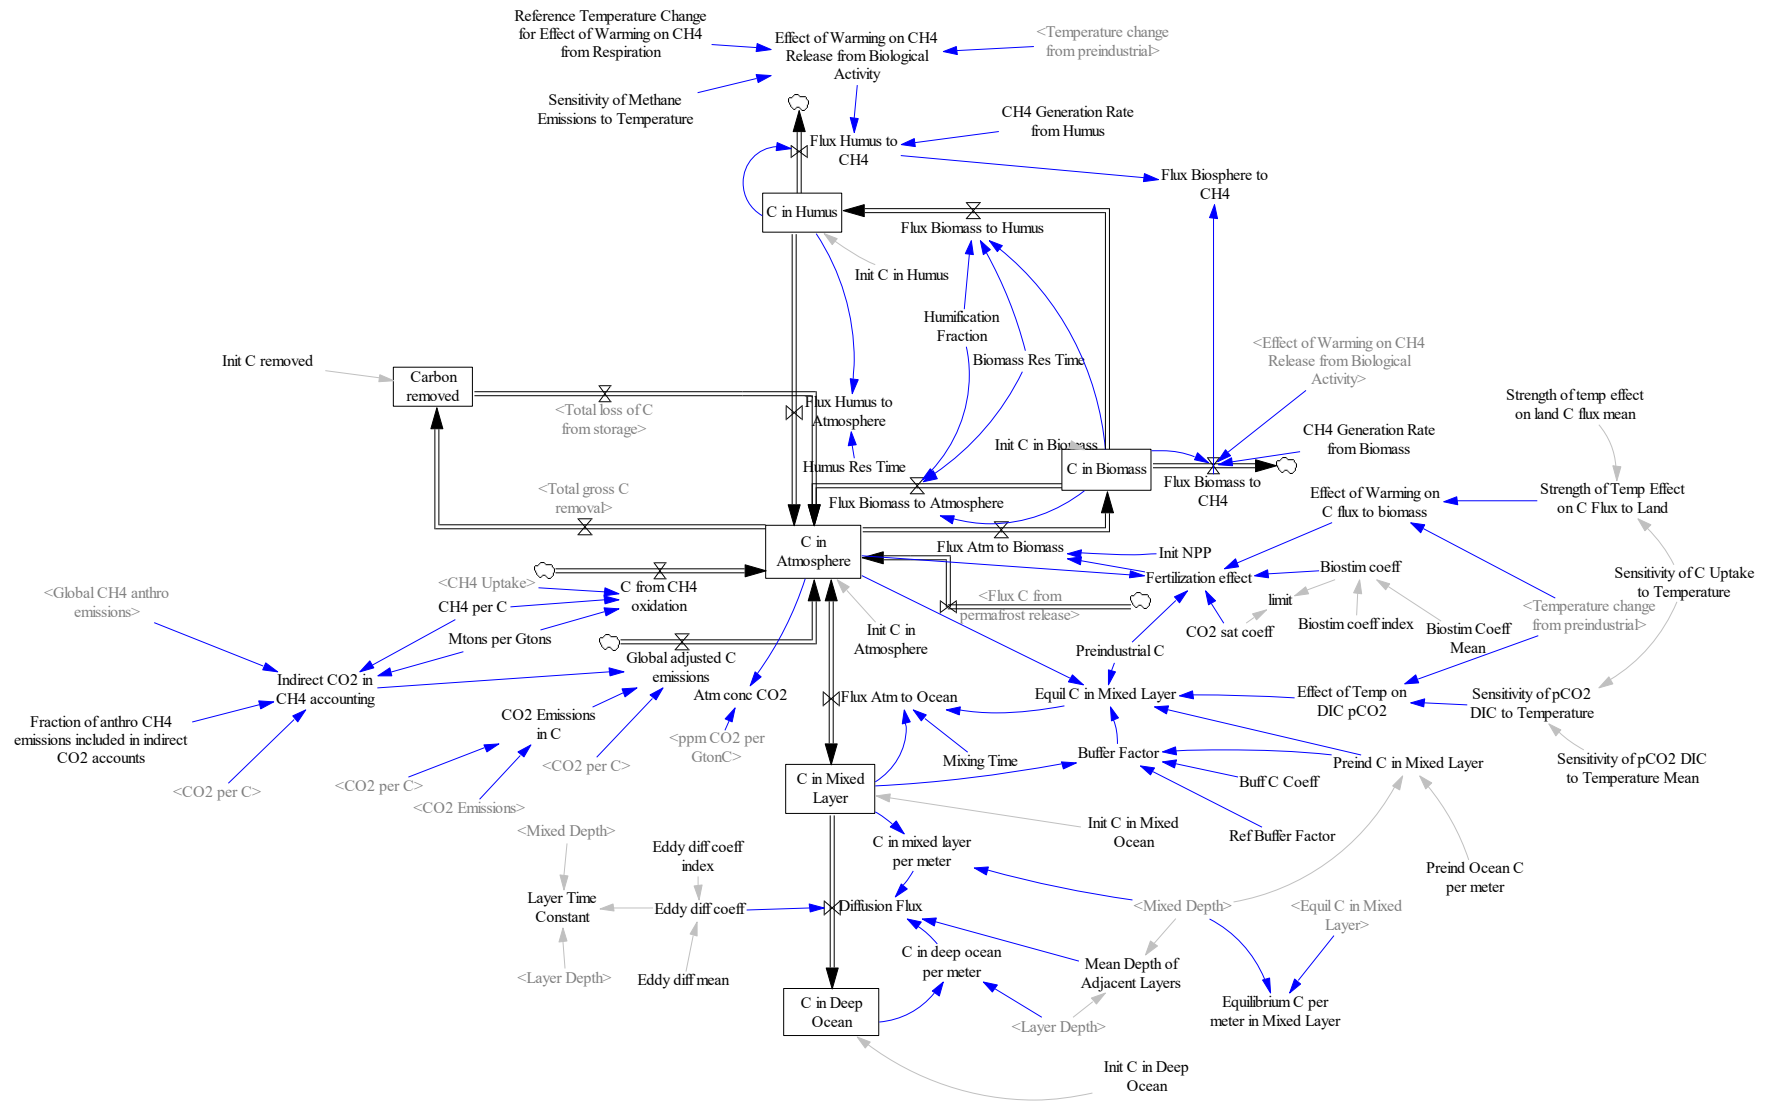 Reference Temperature Change
for Effect of Warming on CH4
from Respiration
Effect of Warming on CH4
Release from Biological
Activity
<Temperature change
from preindustrial>
Sensitivity of Methane
Emissions to Temperature
CH4 Generation Rate
from Humus
Flux Humus to
CH4
Flux Biosphere to
CH4
C in Humus
Flux Biomass to Humus
Init C in Humus
Humification
Fraction
Biomass Res Time
<Effect of Warming on CH4
Release from Biological
Activity>
Init C removed
Carbon
removed
<Total loss of C
from storage>
Flux Humus to
Atmosphere
Strength of temp effect
on land C flux mean
CH4 Generation Rate
from Biomass
Init C in Biomass
C in Biomass
Humus Res Time
Flux Biomass to
CH4
<Total gross C
removal>
Flux Biomass to Atmosphere
Effect of Warming on
C flux to biomass
Strength of Temp Effect
on C Flux to Land
C in
Atmosphere
Flux Atm to Biomass
Init NPP
Fertilization effect
Biostim coeff
Sensitivity of C Uptake
to Temperature
<Global CH4 anthro
emissions>
<CH4 Uptake>
C from CH4
oxidation
CH4 per C
<Flux C from
permafrost release>
limit
<Temperature change
from preindustrial>
CO2 sat coeff
Biostim coeff index
Biostim Coeff
Mean
Mtons per Gtons
Init C in
Atmosphere
Preindustrial C
Global adjusted C
emissions
Indirect CO2 in
CH4 accounting
Atm conc CO2
Flux Atm to Ocean
Equil C in Mixed Layer
Effect of Temp on
DIC pCO2
Sensitivity of pCO2
DIC to Temperature
Fraction of anthro CH4
emissions included in indirect
CO2 accounts
CO2 Emissions
in C
<ppm CO2 per
GtonC>
<CO2 per C>
<CO2 per C>
<CO2 per C>
<CO2 Emissions>
Mixing Time
Buffer Factor
Preind C in Mixed Layer
Sensitivity of pCO2 DIC
to Temperature Mean
C in Mixed
Layer
Buff C Coeff
Init C in Mixed
Ocean
Ref Buffer Factor
<Mixed Depth>
Eddy diff coeff
index
C in mixed layer
per meter
Preind Ocean C
per meter
Layer Time
Constant
Eddy diff coeff
Diffusion Flux
<Mixed Depth>
<Equil C in Mixed
Layer>
<Layer Depth>
Eddy diff mean
C in deep ocean
per meter
Mean Depth of
Adjacent Layers
C in Deep
Ocean
<Layer Depth>
Equilibrium C per
meter in Mixed Layer
Init C in Deep
Ocean